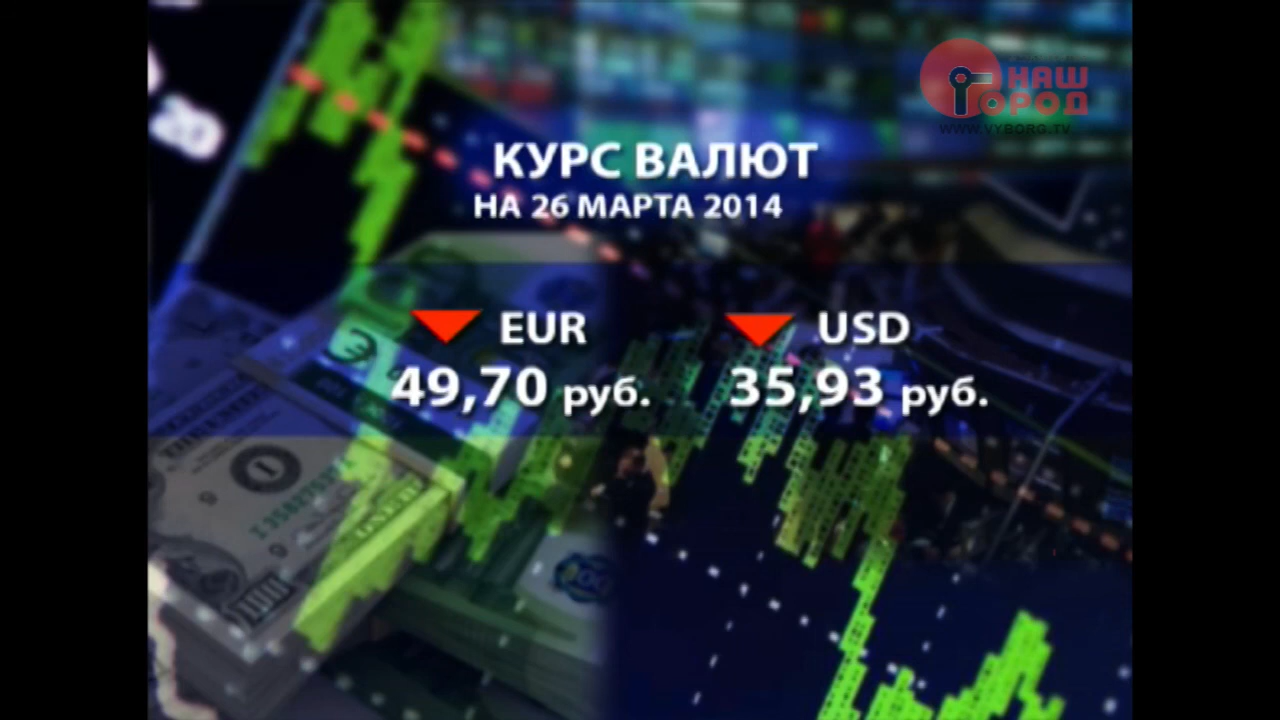 НАШ
ГОРОД
WWW.VYBORG.TV
КУРС ВАЛЮТ
НА 26 МАРТА 2014
EUR
USD
49,70 руб.
35,93 руб.